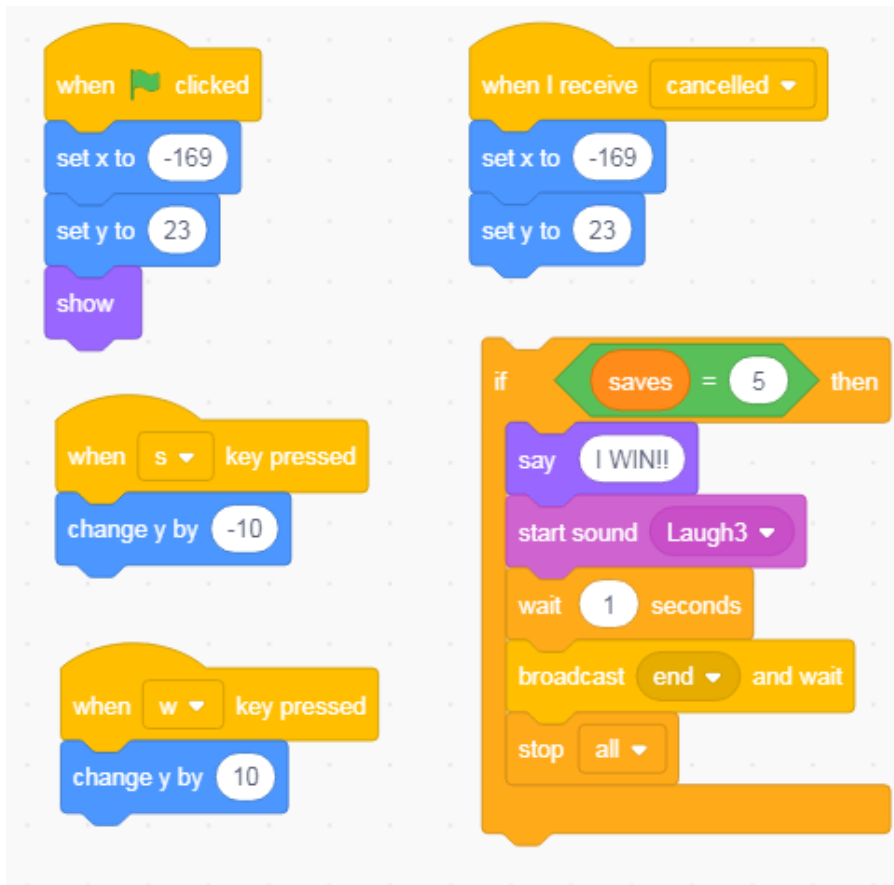 when clicked
set x to -169
set y to 23
show
when s key pressed
change y by -10
when w key pressed
change y by 10
when I receive cancelled
set x to -169
set y to 23
if saves = 5 then
say I WIN!!
start sound Laugh3
wait 1 seconds
broadcast end and wait
stop all